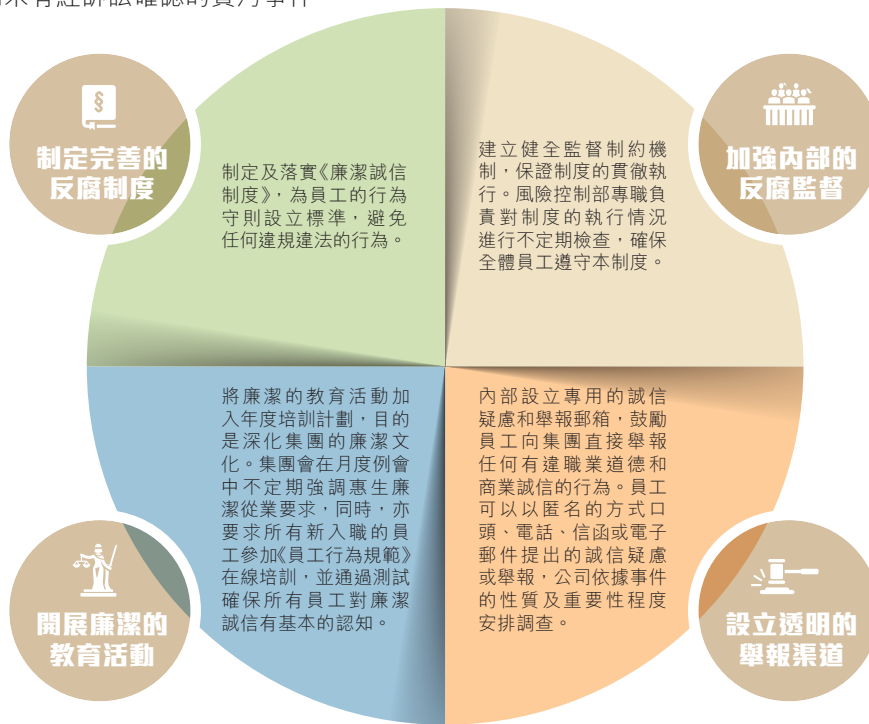 制定完善的
反腐制度
制定及落實《廉潔誠信
制度》，為員工的行為
守則設立標準，避免
任何違規違法的行為。
加強內部的
反腐監督
建立健全監督制約機
制，保證制度的貫徹執
行。風險控制部專職負
責對制度的執行情況
進行不定期檢查，確保
全體員工遵守本制度。
開展廉潔的
教育活動
將廉潔的教育活動加
入年度培訓計劃，目的
是深化集團的廉潔文
化。集團會在月度例會
中不定期強調惠生廉
潔從業要求，同時，亦
要求所有新入職的員
工參加《員工行為規範》
在線培訓，並通過測試
確保所有員工對廉潔
誠信有基本的認知。
設立透明的
舉報渠道
內部設立專用的誠信
疑慮和舉報郵箱，鼓勵
員工向集團直接舉報
任何有違職業道德和
商業誠信的行為。員工
可以以匿名的方式口
頭、電話、信函或電子
郵件提出的誠信疑慮
或舉報，公司依據事件
的性質及重要性程度
安排調查。